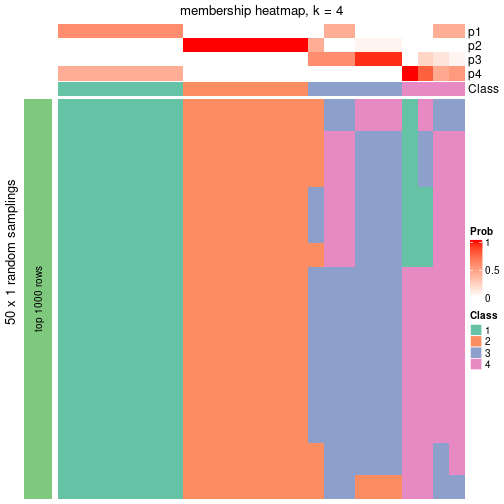 membership heatmap, k = 4
p1
p2
p3
p4
Class
50 x 1 random samplings
top 1000 rows
Prob
1
0.5
0
Class
1
2
3
4